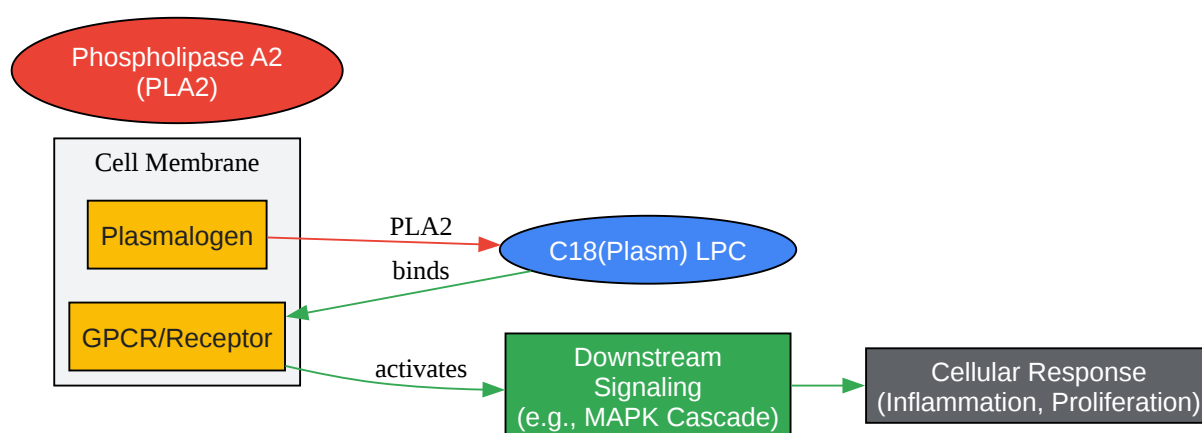 Phospholipase A2
(PLA2)
Cell Membrane
Plasmalogen
PLA2
C18(Plasm) LPC
binds
GPCR/Receptor
activates
Downstream
Signaling
(e.g., MAPK Cascade)
Cellular Response
(Inflammation, Proliferation)